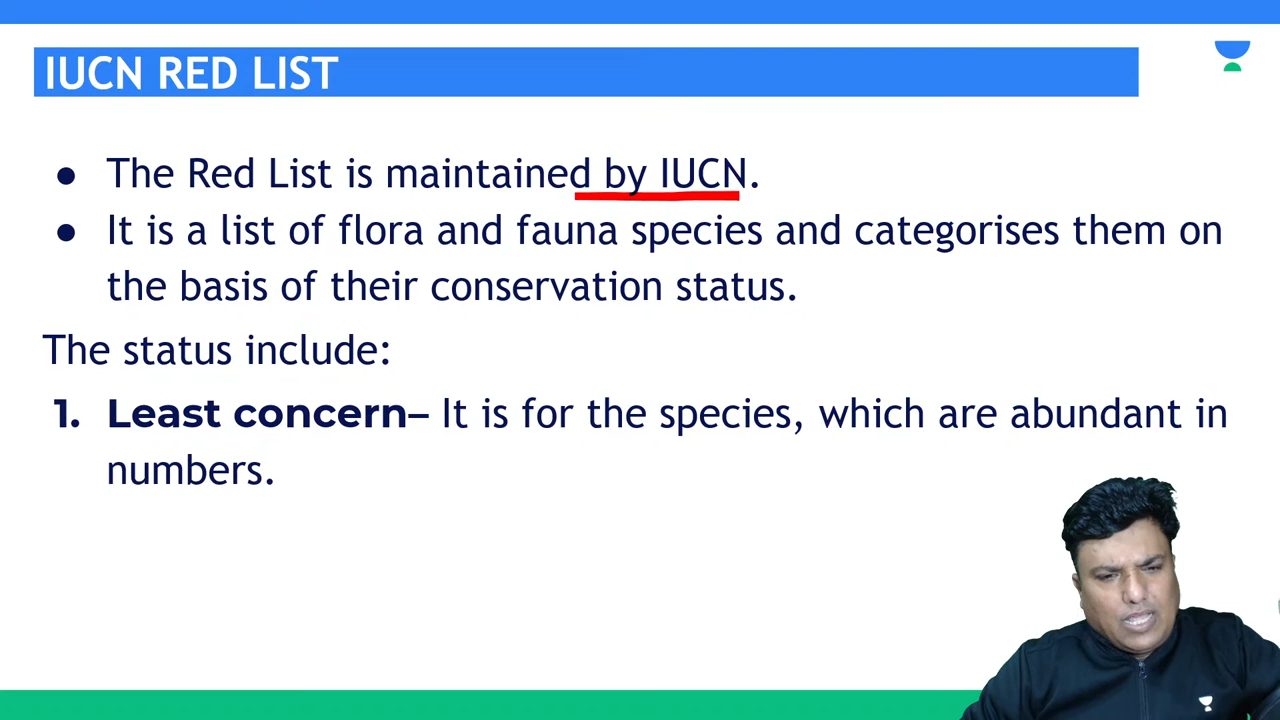 IUCN RED LIST
● The Red List is maintained by IUCN.
● It is a list of flora and fauna species and categorises them on
the basis of their conservation status.
The status include:
1. Least concern– It is for the species, which are abundant in
numbers.